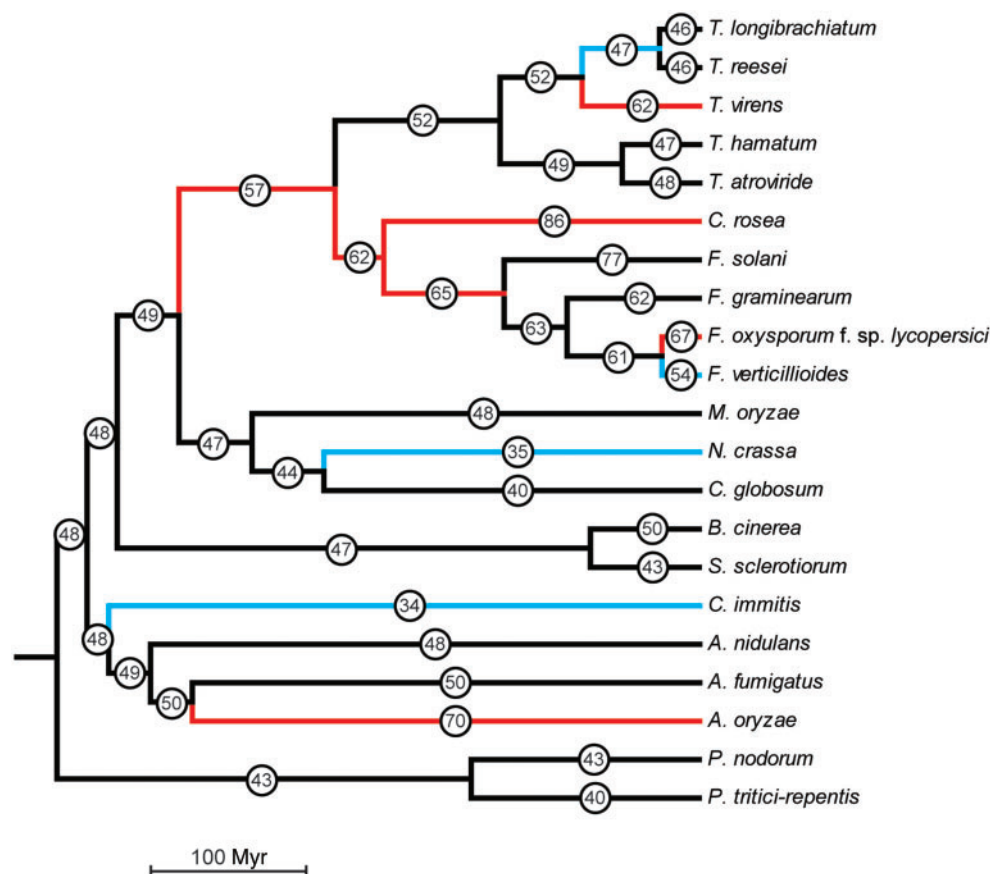 46 T. longibrachiatum
47
46 T. reesei
52
62 T. virens
52
47 T. hamatum
49
48 T. atroviride
57
86 C. rosea
62
77 F. solani
65
62 F. graminearum
49
63
67 F. oxysporum f. sp. lycopersici
61
54 F. verticillioides
48 M. oryzae
48
47
35 N. crassa
44
40 C. globosum
50 B. cinerea
48
47
43 S. sclerotiorum
34 C. immitis
48
48 A. nidulans
49
50 A. fumigatus
50
70 A. oryzae
43 P. nodorum
43
40 P. tritici-repentis
100 Myr